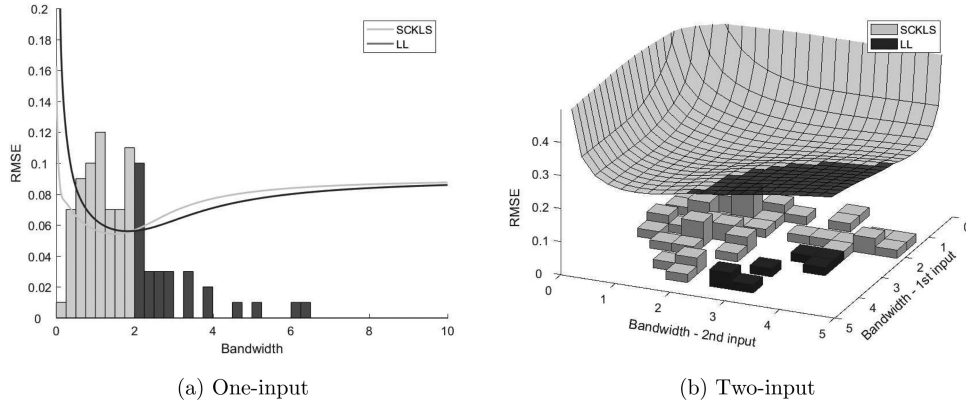 0.2
0.18
0.16
0.14
0.12
0.1
0.08
0.06
0.04
0.02
0
RMSE
0 2 4 6 8 10
Bandwidth
SCKLS
LL
(a) One-input
SCKLS
LL
0.4
0.3
0.2
0.1
0
RMSE
0 1 2 3 4 5
Bandwidth - 2nd input
5 4 3 2 1 0
Bandwidth - 1st input
(b) Two-input